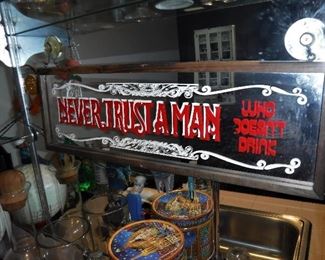 NEVER TRUST A MAN
WHO
DOESN'T
DRINK